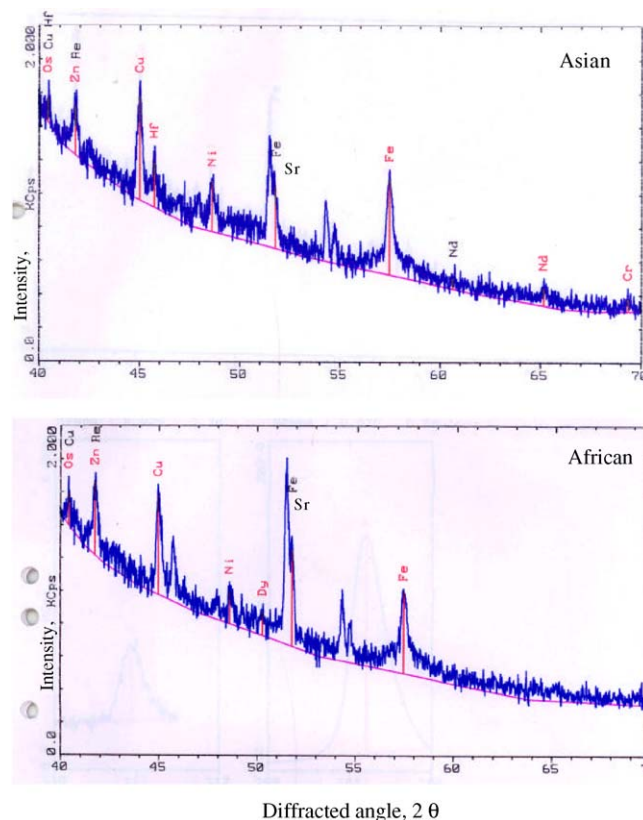 Os Cu Hf
Zn Re
Cu
Hf
Ni
Fe
Sr
Fe
Nd
Nd
Cr
Asian
2.000
KCps
Intensity,
0.0
40 45 50 55 60 65 70
Os Cu
Zn Re
Cu
Ni
Dy
Fe
Sr
Fe
African
2.000
KCps
Intensity,
0.0
40 45 50 55 60 65
Diffracted angle, 2 θ